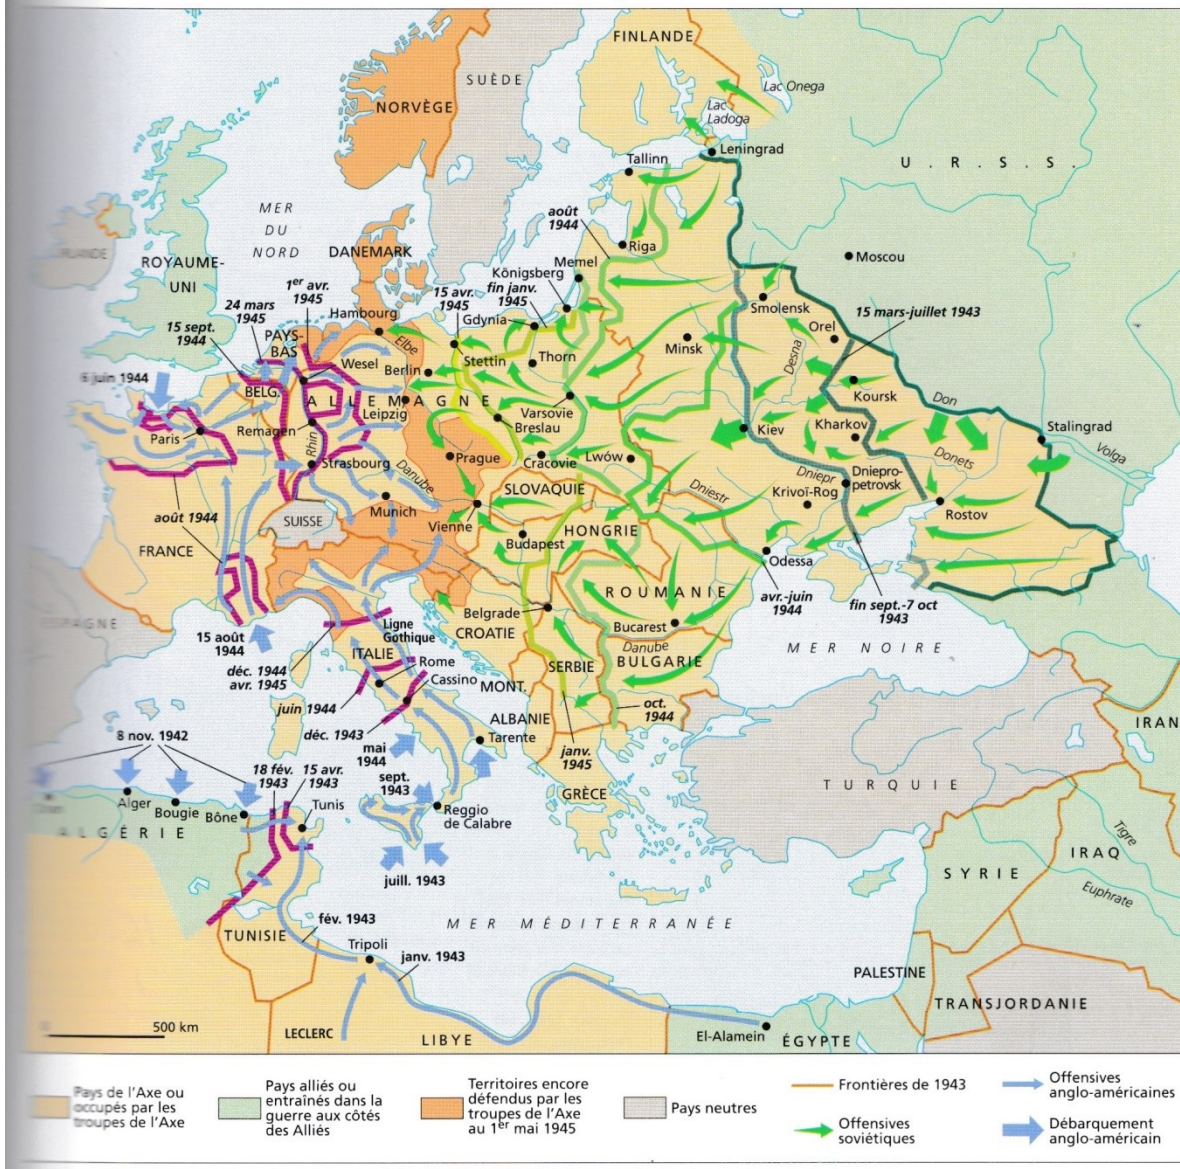 FINLANDE
Lac Onega
SUÈDE
NORVÈGE
Lac
Ladoga
Leningrad
Tallinn
U.R.S.S.
MER
DU
NORD
août
1944
IRLANDE
ROYAUME-
UNI
DANEMARK
Riga
Moscou
Memel
Königsberg
fin janv.
1945
1er avr.
1945
24 mars
1945
15 avr.
1945
Hambourg
Gdynia
Smolensk
15 mars-juillet 1943
15 sept.
1944
PAYS-
BAS
Elbe
Stettin
Thorn
Minsk
Orel
Desna
6 juin 1944
Wesel
Berlin
BELG.
ALLEMAGNE
Koursk
Don
Leipzig
Varsovie
Breslau
Paris
Remagen
Rhin
Kiev
Kharkov
Stalingrad
Volga
Strasbourg
Prague
Cracovie
Lwów
Donets
Danube
Dniepr
Dniepro-
petrovsk
SLOVAQUIE
Dniestr
Krivoï-Rog
août 1944
Munich
Vienne
Rostov
SUISSE
HONGRIE
FRANCE
Budapest
Odessa
ROUMANIE
avr.-juin
1944
fin sept.-7 oct
1943
Belgrade
ESPAGNE
15 août
1944
Ligne
Gothique
CROATIE
Bucarest
Danube
MER NOIRE
ITALIE
SERBIE
BULGARIE
déc. 1944
avr. 1945
Rome
Cassino
MONT.
juin 1944
oct.
1944
déc. 1943
ALBANIE
Tarente
8 nov. 1942
mai
1944
janv.
1945
IRAN
18 fév.
1943
15 avr.
1943
sept.
1943
TURQUIE
GRÈCE
Alger
Bougie
Bône
Tunis
Reggio
de Calabre
ALGÉRIE
Tigre
IRAQ
SYRIE
Euphrate
juill. 1943
MER MÉDITERRANÉE
fév. 1943
TUNISIE
Tripoli
janv. 1943
PALESTINE
TRANSJORDANIE
500 km
LECLERC
LIBYE
El-Alamein
ÉGYPTE
Pays de l'Axe ou
occupés par les
troupes de l'Axe
Pays alliés ou
entraînés dans la
guerre aux côtés
des Alliés
Territoires encore
défendus par les
troupes de l'Axe
au 1er mai 1945
Pays neutres
Frontières de 1943
Offensives
soviétiques
Offensives
anglo-américaines
Débarquement
anglo-américain